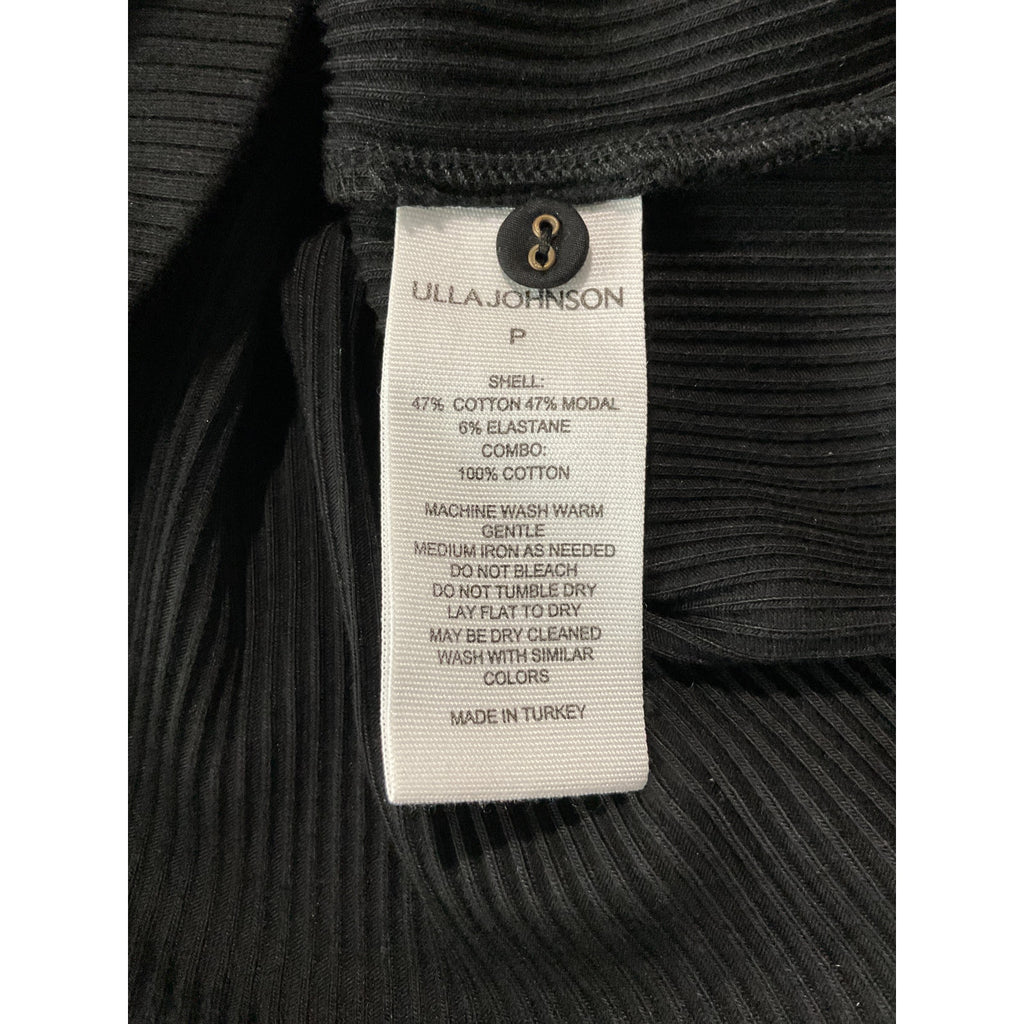 ULLA JOHNSON
P
SHELL:
47% COTTON 47% MODAL
6% ELASTANE
COMBO:
100% COTTON
MACHINE WASH WARM
GENTLE
MEDIUM IRON AS NEEDED
DO NOT BLEACH
DO NOT TUMBLE DRY
LAY FLAT TO DRY
MAY BE DRY CLEANED
WASH WITH SIMILAR
COLORS
MADE IN TURKEY